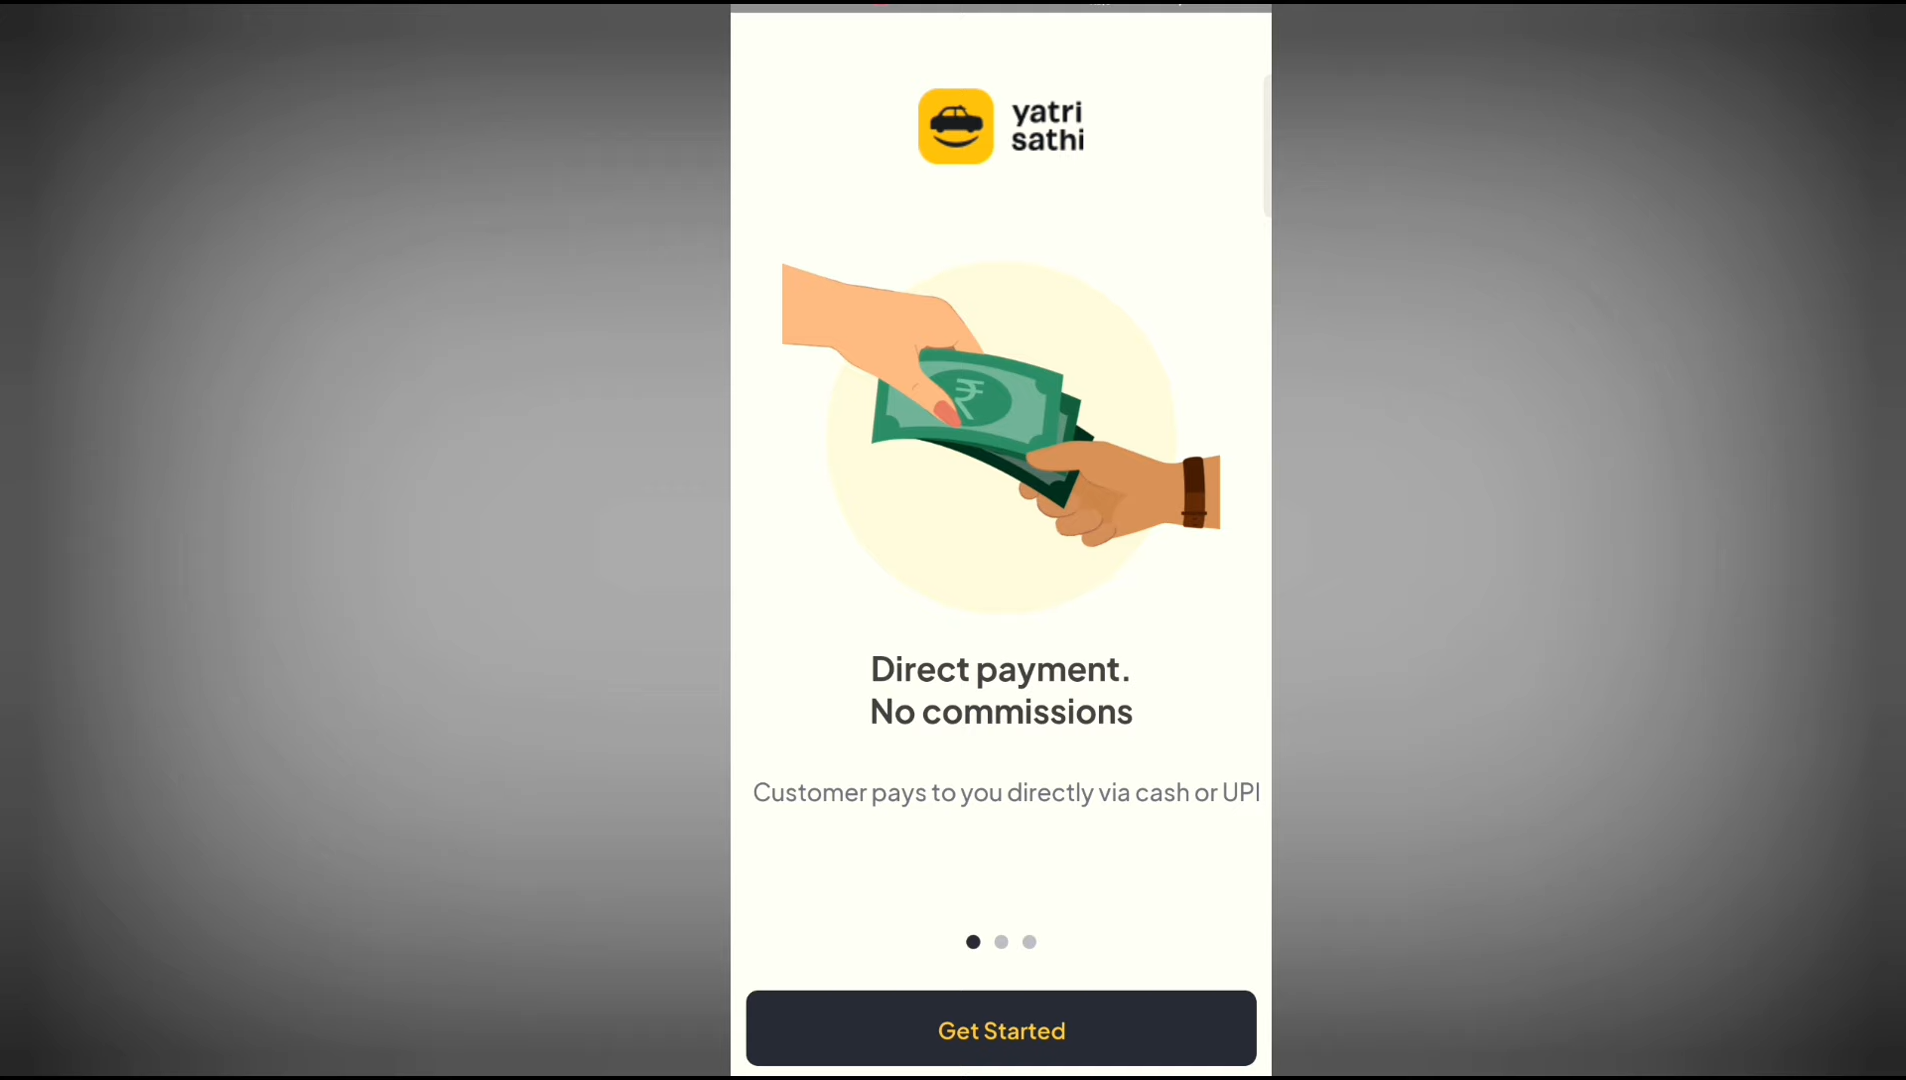 yatri
sathi
₹
Direct payment.
No commissions
Customer pays to you directly via cash or UPI
Get Started